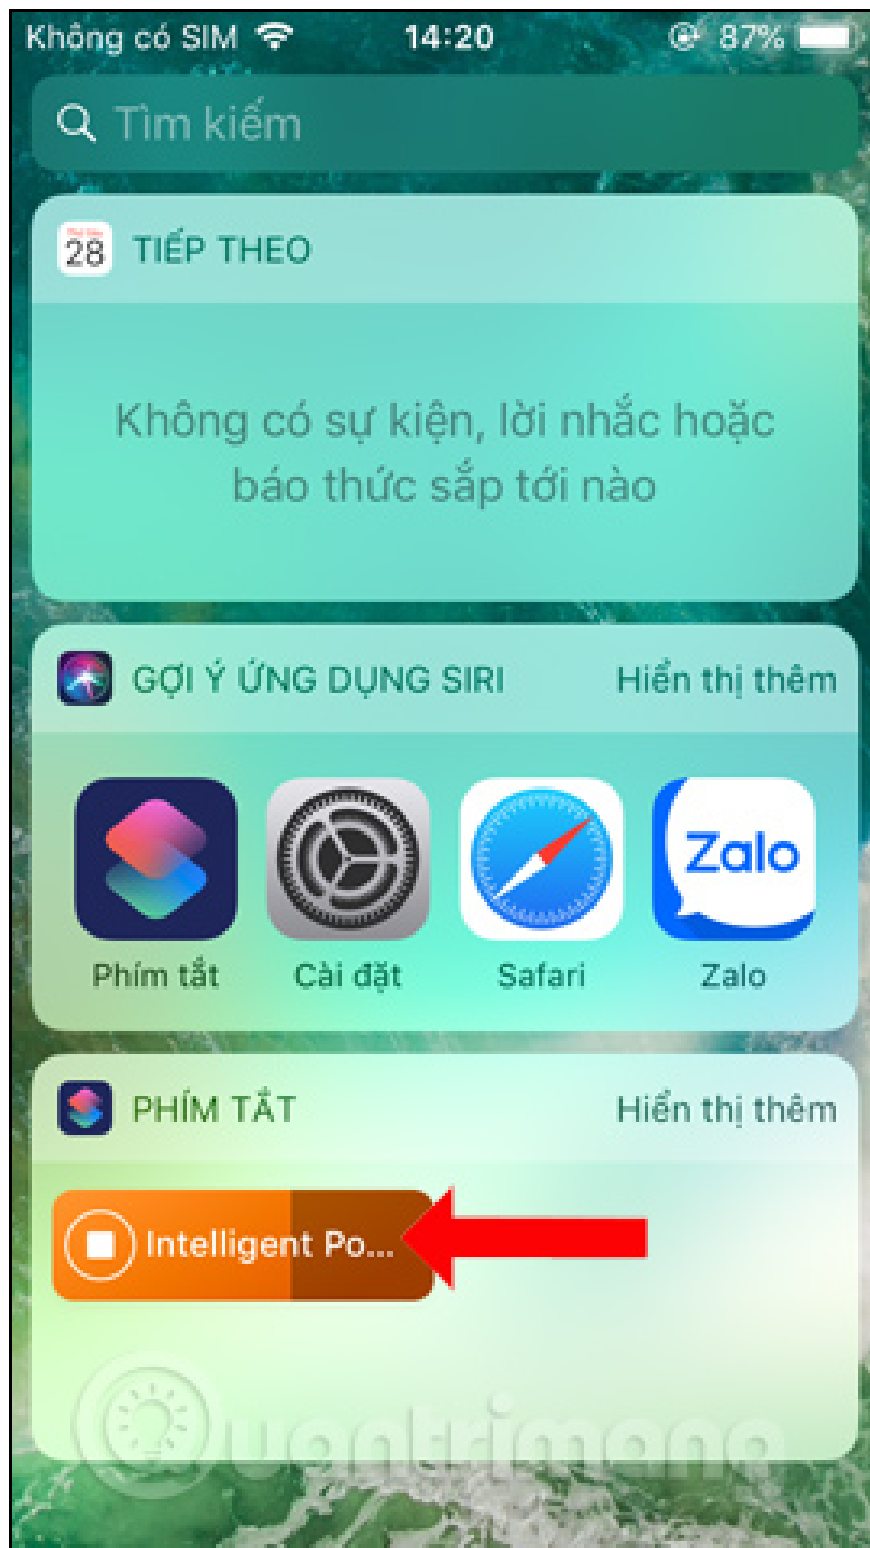 Không có SIM 14:20 87%
Tìm kiếm
28 TIẾP THEO
Không có sự kiện, lời nhắc hoặc
báo thức sắp tới nào
GỢI Ý ỨNG DỤNG SIRI Hiển thị thêm
Zalo
Phím tắt Cài đặt Safari Zalo
PHÍM TẮT Hiển thị thêm
Intelligent Po...
Quantrimang